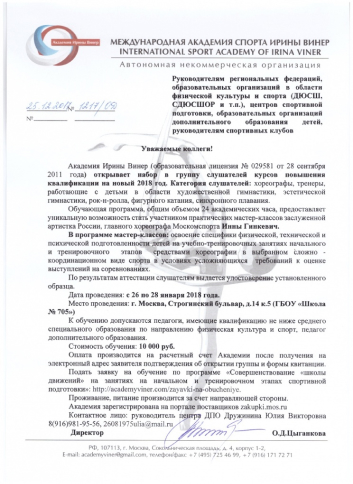 Академия Ирины Винер
МЕЖДУНАРОДНАЯ АКАДЕМИЯ СПОРТА ИРИНЫ ВИНЕР
INTERNATIONAL SPORT ACADEMY OF IRINA VINER
Автономная некоммерческая организация
Руководителям региональных федераций,
образовательных организаций в области
физической культуры и спорта (ДЮСШ,
СДЮСШОР и т.п.), центров спортивной
подготовки, образовательных организаций
дополнительного образования детей,
руководителям спортивных клубов
№
Уважаемые коллеги!
Академия Ирины Винер (образовательная лицензия № 029581 от 28 сентября
2011 года) открывает набор в группу слушателей курсов повышения
квалификации на новый 2018 год. Категория слушателей: хореографы, тренеры,
работающие с детьми в области художественной гимнастики, эстетической
гимнастики, рок-н-ролла, фигурного катания, синхронного плавания.
Обучающая программа, общим объемом 24 академических часа, предоставляет
уникальную возможность стать участником практических мастер-классов заслуженной
артистки России, главного хореографа Москомспорта Инны Гинкевич.
В программе мастер-классов: освоение специфики физической, технической и
психической подготовленности детей на учебно-тренировочных занятиях начального
и тренировочного этапов средствами хореографии в выбранном сложно -
координационном виде спорта и условиях усложняющихся требований к оценке
выступлений на соревнованиях.
По результатам аттестации слушателям выдается удостоверение установленного
образца.
Дата проведения: с 26 по 28 января 2018 года.
Место проведения: г. Москва, Строгинский бульвар, д.14 к.5 (ГБОУ «Школа
№ 705»)
К обучению допускаются педагоги, имеющие квалификацию не ниже среднего
специального образования по направлению физическая культура и спорт, педагог
дополнительного образования.
Стоимость обучения: 10 000 руб.
Оплата производится на расчетный счет Академии после получения на
электронный адрес заявителя подтверждения об открытии группы и формы квитанции.
Подать заявку на обучение по программе «Совершенствование «школы
движений» на занятиях на начальном и тренировочном этапах спортивной
подготовки»: http://academyviner.com/zayavki-na-obuchenie.
Проживание, питание производится за счет направляющей стороны.
Академия зарегистрирована на портале поставщиков zakupki.mos.ru
Контактное лицо: руководитель центра ДПО Дружинина Юлия Викторовна
8(916)981-95-56, 26081975ulia@mail.ru
Директор О.Д.Цыганкова
РФ, 107113, г. Москва, Сокольническая площадь, д. 4, корпус 1-2,
E-mail: academyviner@gmail.com, телефон/факс: +7 (495) 725 46 99, +7 (916) 171 72 71